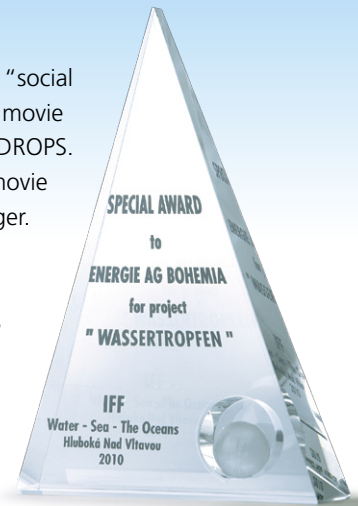 “social
movie
DROPS.
movie
ger.
SPECIAL AWARD
to
ENERGIE AG BOHEMIA
for project
" WASSERTROPFEN "
IFF
Water - Sea - The Oceans
Hluboká Nad Vltavou
2010